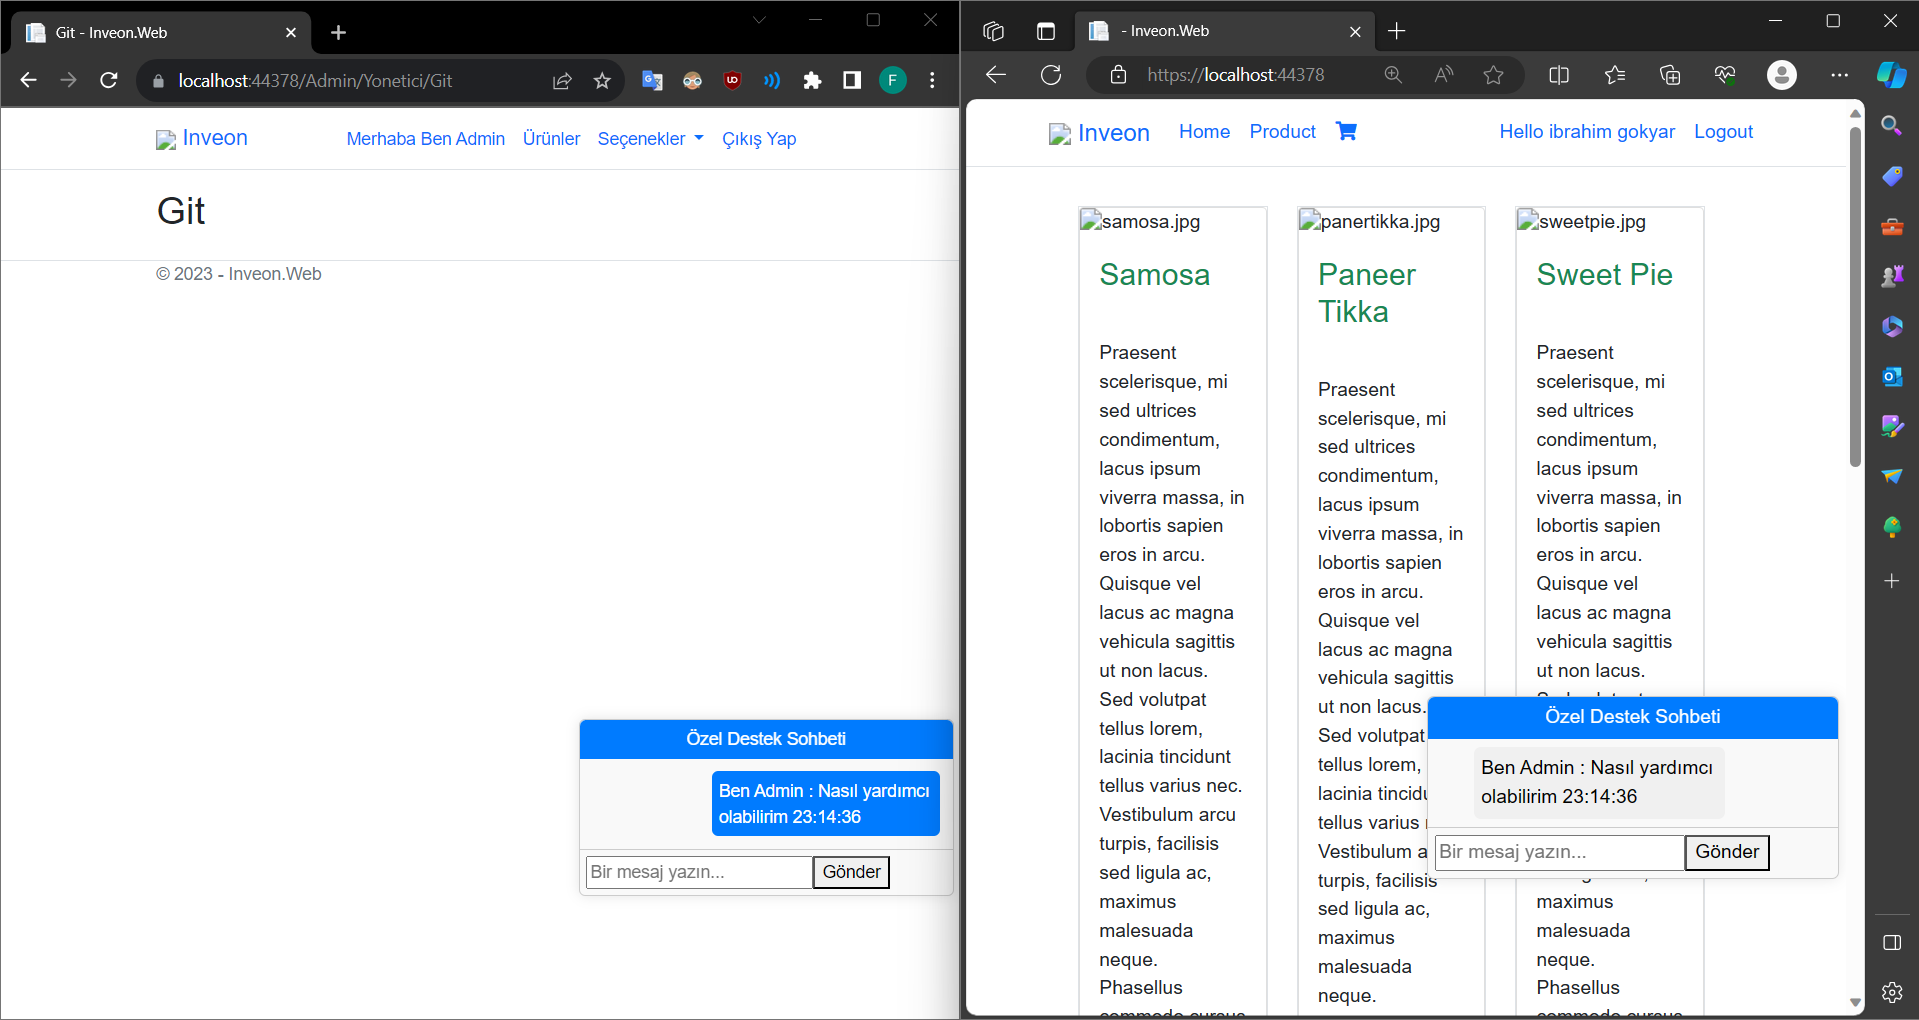 Git - Inveon.Web
localhost:44378/Admin/Yonetici/Git
F
Inveon
Merhaba Ben Admin
Ürünler
Seçenekler
Çıkış Yap
Git
© 2023 - Inveon.Web
Özel Destek Sohbeti
Ben Admin : Nasıl yardımcı
olabilirim 23:14:36
Bir mesaj yazın...
Gönder
- Inveon.Web
https://localhost:44378
Inveon
Home
Product
Hello ibrahim gokyar
Logout
samosa.jpg
Samosa
Praesent
scelerisque, mi
sed ultrices
condimentum,
lacus ipsum
viverra massa, in
lobortis sapien
eros in arcu.
Quisque vel
lacus ac magna
vehicula sagittis
ut non lacus.
Sed volutpat
tellus lorem,
lacinia tincidunt
tellus varius nec.
Vestibulum arcu
turpis, facilisis
sed ligula ac,
maximus
malesuada
neque.
Phasellus
commodo cursus
panertikka.jpg
Paneer
Tikka
Praesent
scelerisque, mi
sed ultrices
condimentum,
lacus ipsum
viverra massa, in
lobortis sapien
eros in arcu.
Quisque vel
lacus ac magna
vehicula sagittis
ut non lacus.
Sed volutpat
tellus lorem,
lacinia
tellus varius
Vestibulum
turpis, facilisis
sed ligula ac,
maximus
malesuada
neque.
sweetpie.jpg
Sweet Pie
Praesent
scelerisque, mi
sed ultrices
condimentum,
lacus ipsum
viverra massa, in
lobortis sapien
eros in arcu.
Quisque vel
lacus ac magna
vehicula sagittis
ut non lacus.
maximus
malesuada
neque.
Phasellus
commodo cursus
Özel Destek Sohbeti
Ben Admin : Nasıl yardımcı
olabilirim 23:14:36
Bir mesaj yazın...
Gönder